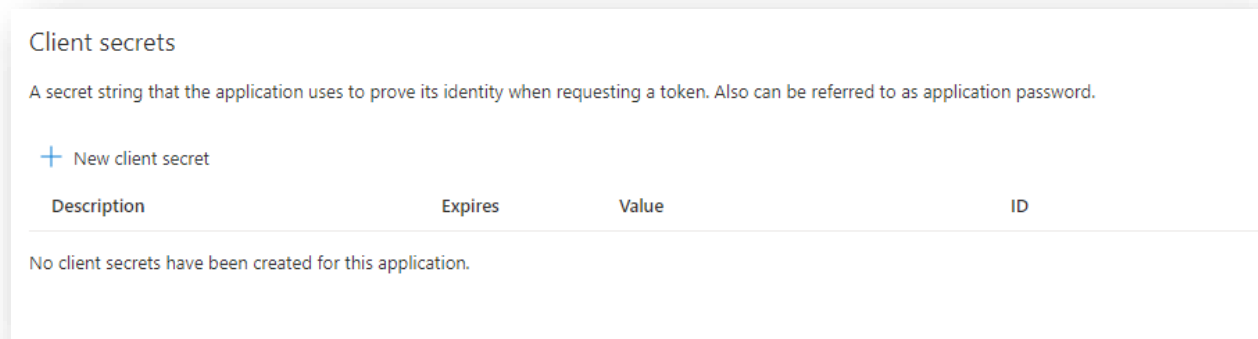 Client secrets
A secret string that the application uses to prove its identity when requesting a token. Also can be referred to as application password.
New client secret
Description Expires Value ID
No client secrets have been created for this application.